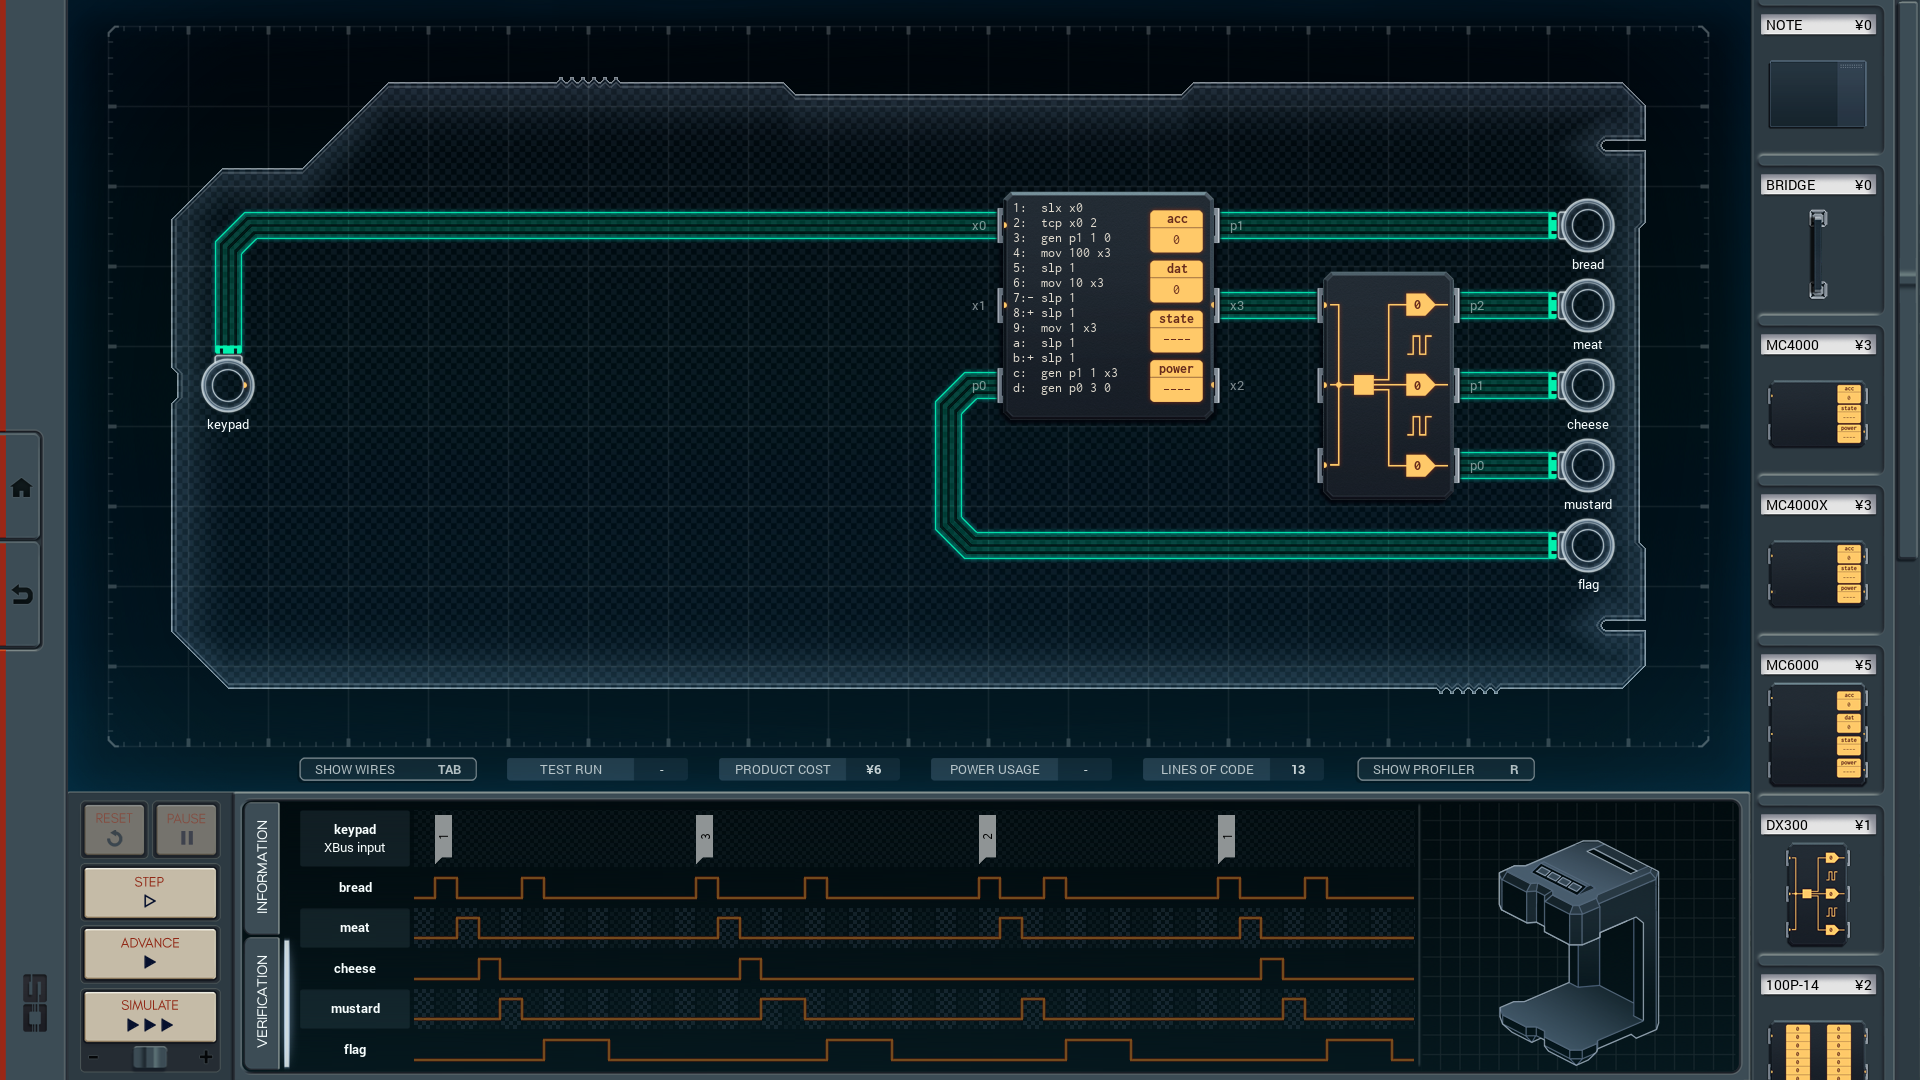 NOTE ¥0
BRIDGE ¥0
MC4000 ¥3
MC4000X ¥3
MC6000 ¥5
DX300 ¥1
100P-14 ¥2
keypad
x0
x1
p0
1: slx x0
2: tcp x0 2
3: gen p1 1 0
4: mov 100 x3
5: slp 1
6: mov 10 x3
7:- slp 1
8:+ slp 1
9: mov 1 x3
a: slp 1
b:+ slp 1
c: gen p1 1 x3
d: gen p0 3 0
acc
0
dat
0
state
----
power
----
p1
x3
x2
0
0
0
p2
p1
p0
bread
meat
cheese
mustard
flag
SHOW WIRES TAB
TEST RUN -
PRODUCT COST ¥6
POWER USAGE -
LINES OF CODE 13
SHOW PROFILER R
RESET
PAUSE
STEP
ADVANCE
SIMULATE
- +
INFORMATION
VERIFICATION
keypad
XBus input
1 3 2 1
bread
meat
cheese
mustard
flag